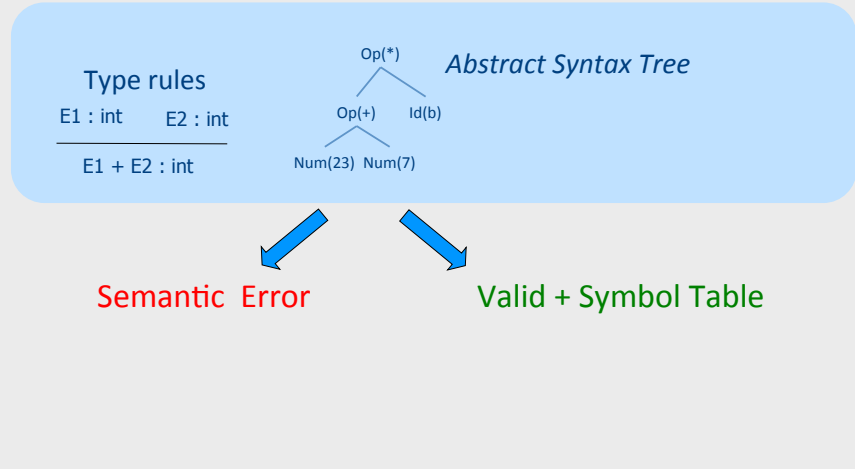 Type rules
E1 : int E2 : int
E1 + E2 : int
Op(*)
Abstract Syntax Tree
Op(+) Id(b)
Num(23) Num(7)
Semantic Error
Valid + Symbol Table